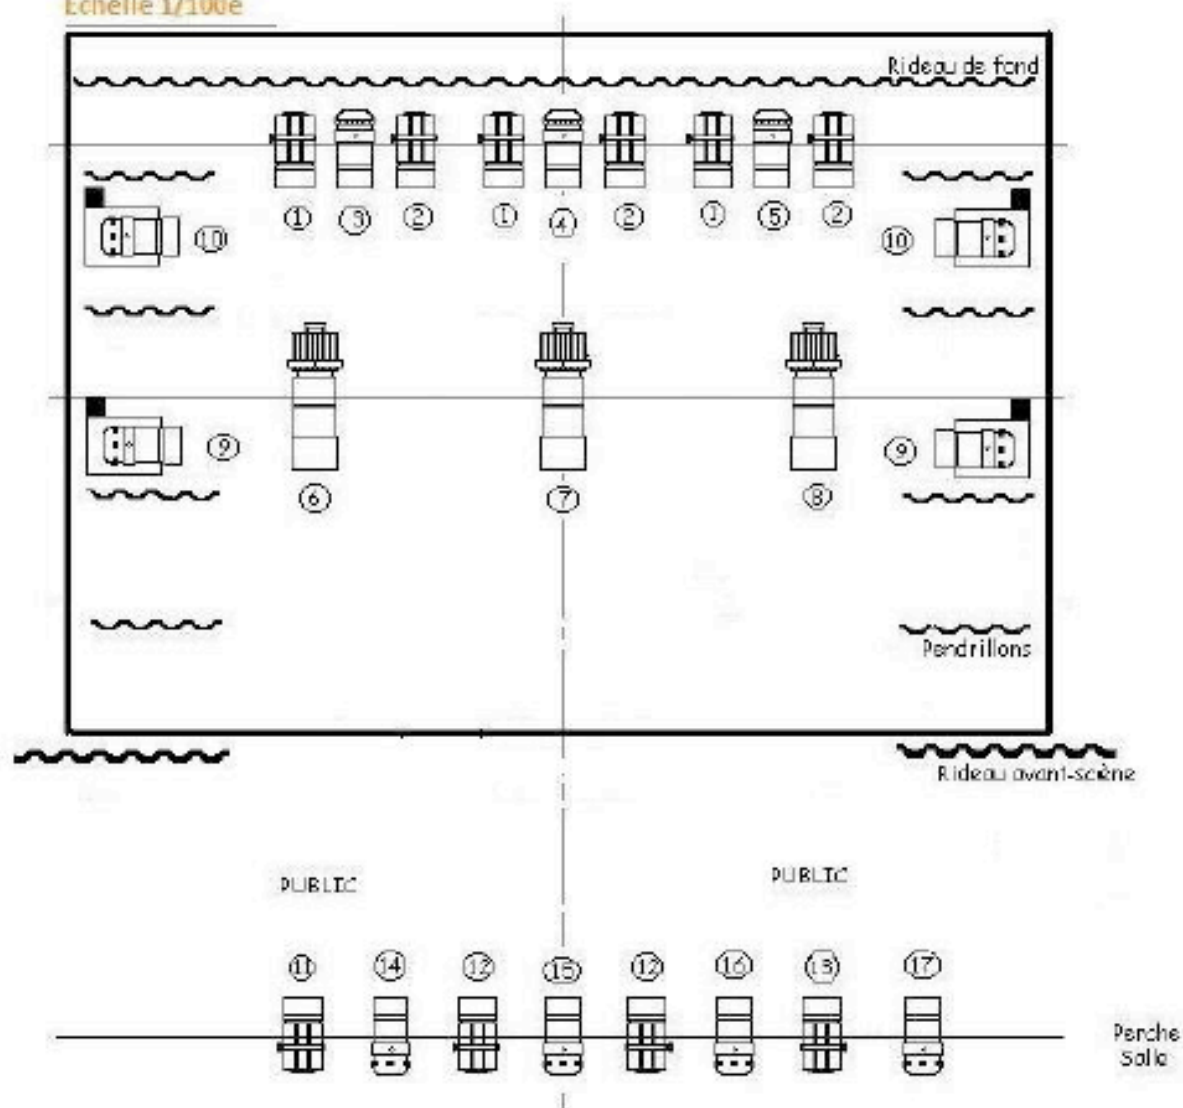 Echelle 1/100e
Rideau de fond
1 3 2 1 4 2 1 5 2
10 10
9 9
6 7 8
Pendrillons
Rideau avant-scène
PUBLIC PUBLIC
11 14 12 15 12 16 13 17
Perche
Salle